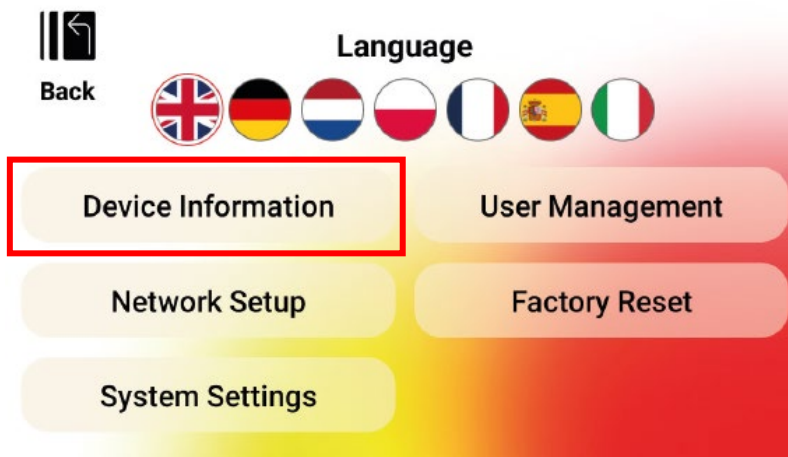 Language
Back
Device Information
User Management
Network Setup
Factory Reset
System Settings